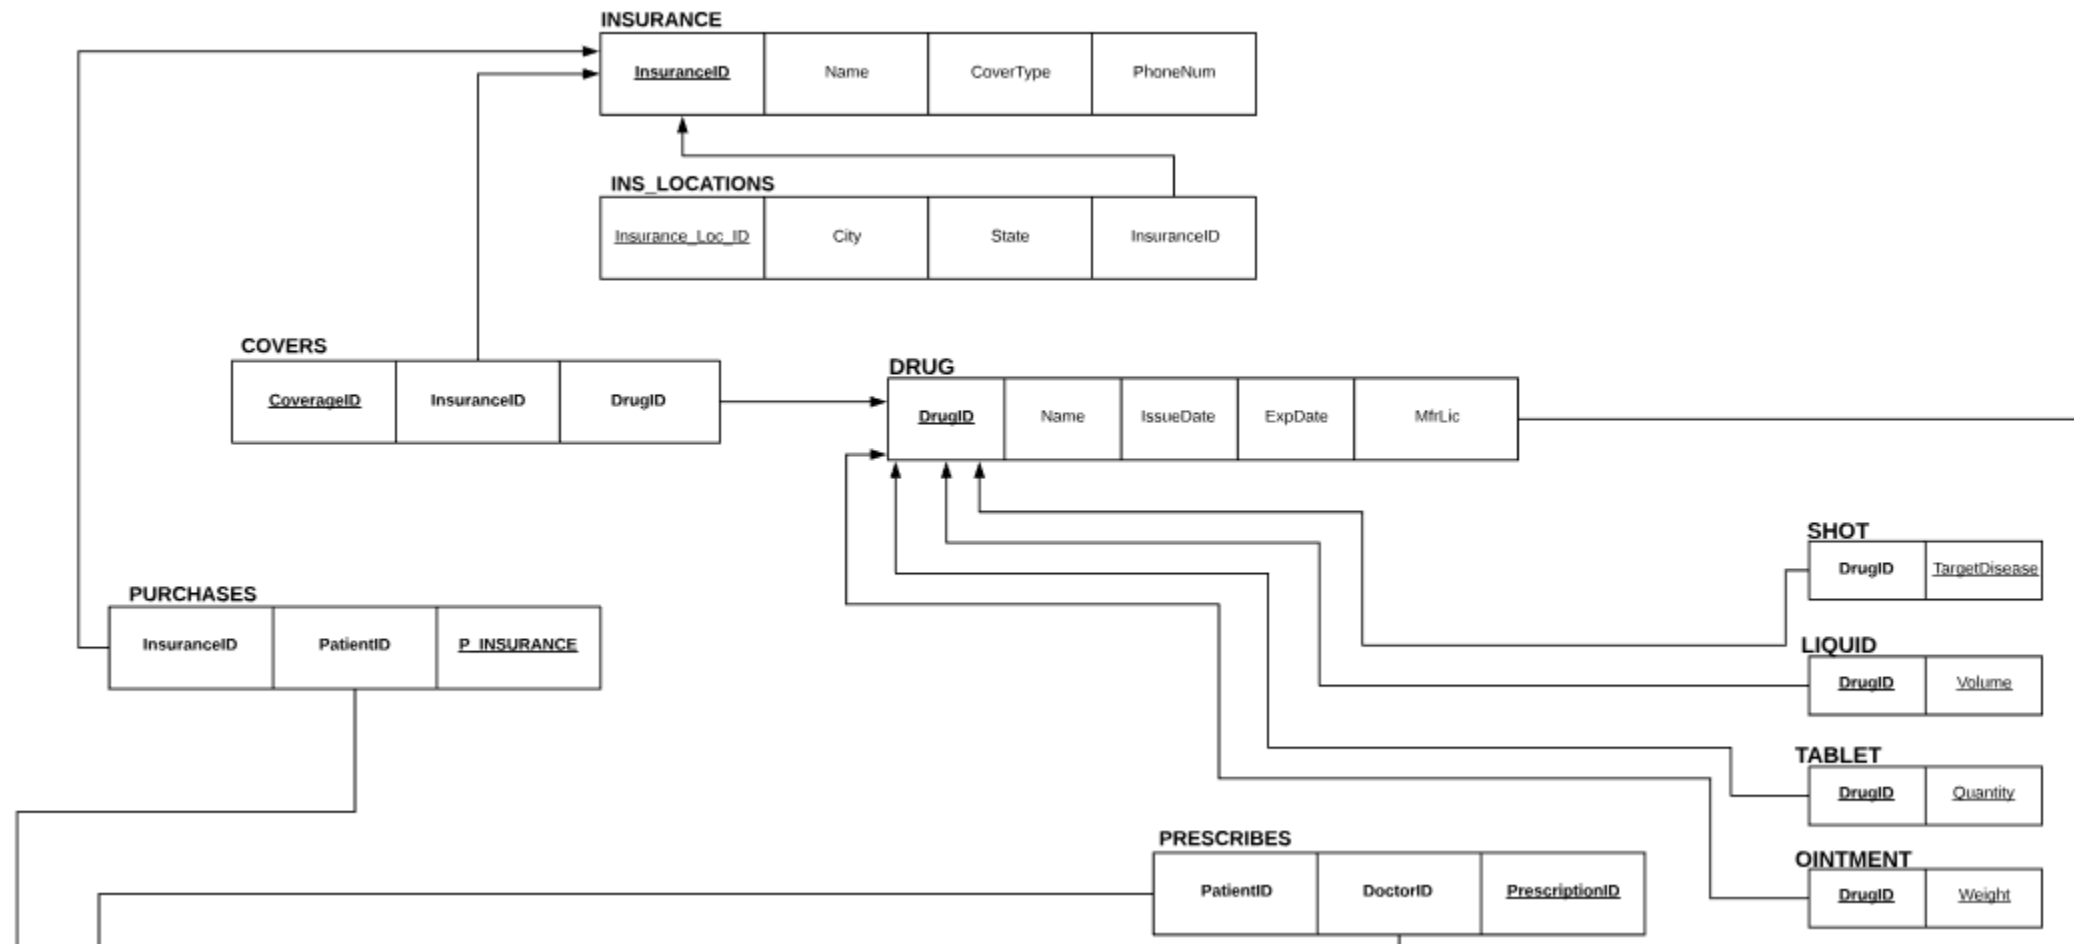 INSURANCE
InsuranceID Name CoverType PhoneNum
INS_LOCATIONS
Insurance_Loc_ID City State InsuranceID
COVERS
CoverageID InsuranceID DrugID
DRUG
DrugID Name IssueDate ExpDate MfrLic
SHOT
DrugID TargetDisease
PURCHASES
InsuranceID PatientID P_INSURANCE
LIQUID
DrugID Volume
TABLET
DrugID Quantity
PRESCRIBES
PatientID DoctorID PrescriptionID
OINTMENT
DrugID Weight